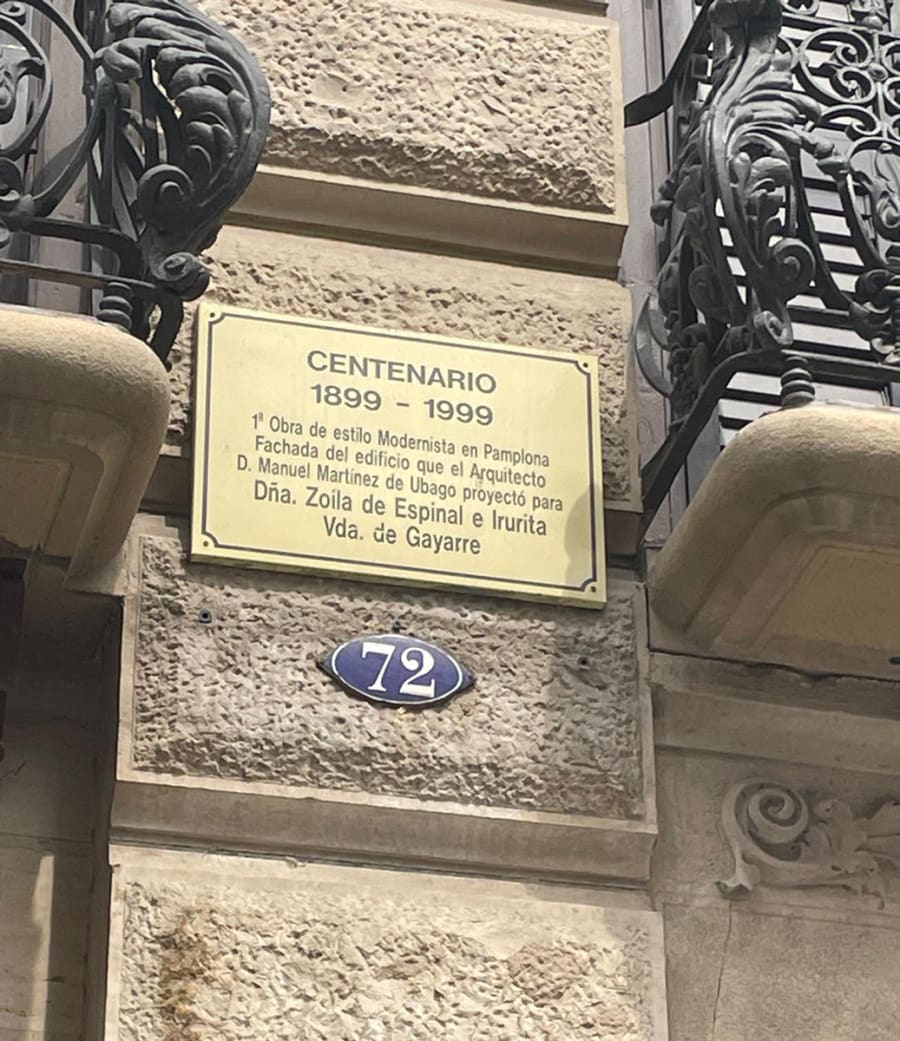 CENTENARIO
1899 - 1999
1ª Obra de estilo Modernista en Pamplona
Fachada del edificio que el Arquitecto
D. Manuel Martínez de Ubago proyectó para
Dña. Zoila de Espinal e Irurita
Vda. de Gayarre
72